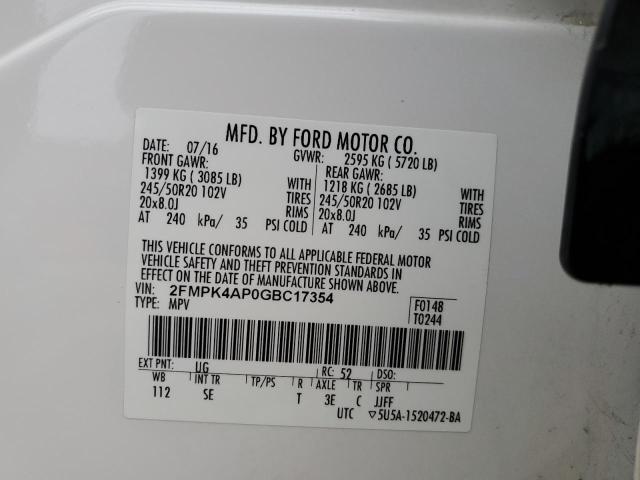 MFD. BY FORD MOTOR CO.
DATE: 07/16 GVWR: 2595 KG ( 5720 LB)
FRONT GAWR: REAR GAWR:
1399 KG ( 3085 LB) WITH 1218 KG ( 2685 LB) WITH
245/50R20 102V TIRES 245/50R20 102V TIRES
20x8.0J RIMS 20x8.0J RIMS
AT 240 kPa/ 35 PSI COLD AT 240 kPa/ 35 PSI COLD
THIS VEHICLE CONFORMS TO ALL APPLICABLE FEDERAL MOTOR
VEHICLE SAFETY AND THEFT PREVENTION STANDARDS IN
EFFECT ON THE DATE OF MANUFACTURE SHOWN ABOVE.
VIN: 2FMPK4AP0GBC17354 F0148
TYPE: MPV T0244
EXT PNT: UG RC: 52 DSO:
WB INT TR TP/PS R AXLE TR SPR
112 SE T 3E C JJFF
UTC ▽5U5A-1520472-BA